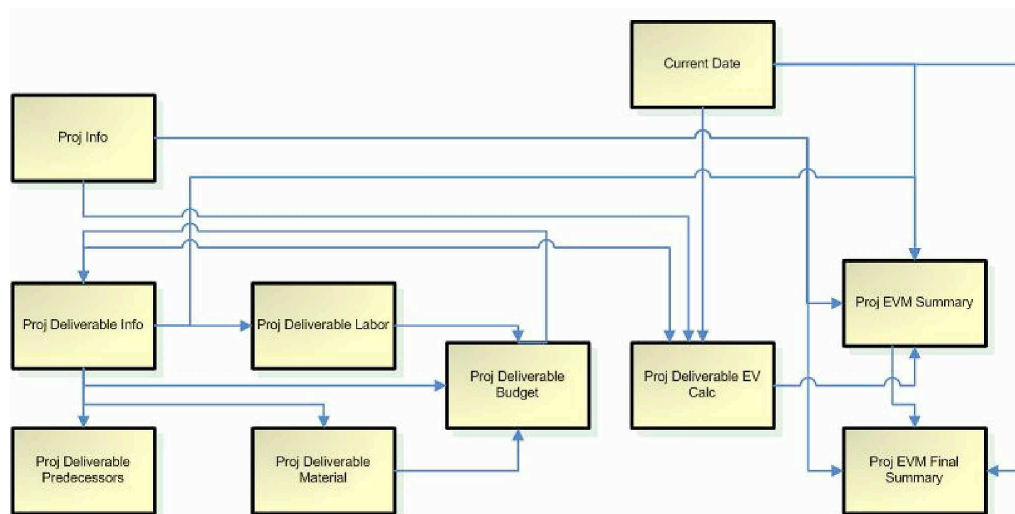 Current Date
Proj Info
Proj EVM Summary
Proj Deliverable Info
Proj Deliverable Labor
Proj Deliverable
Budget
Proj Deliverable EV
Calc
Proj Deliverable
Predecessors
Proj Deliverable
Material
Proj EVM Final
Summary